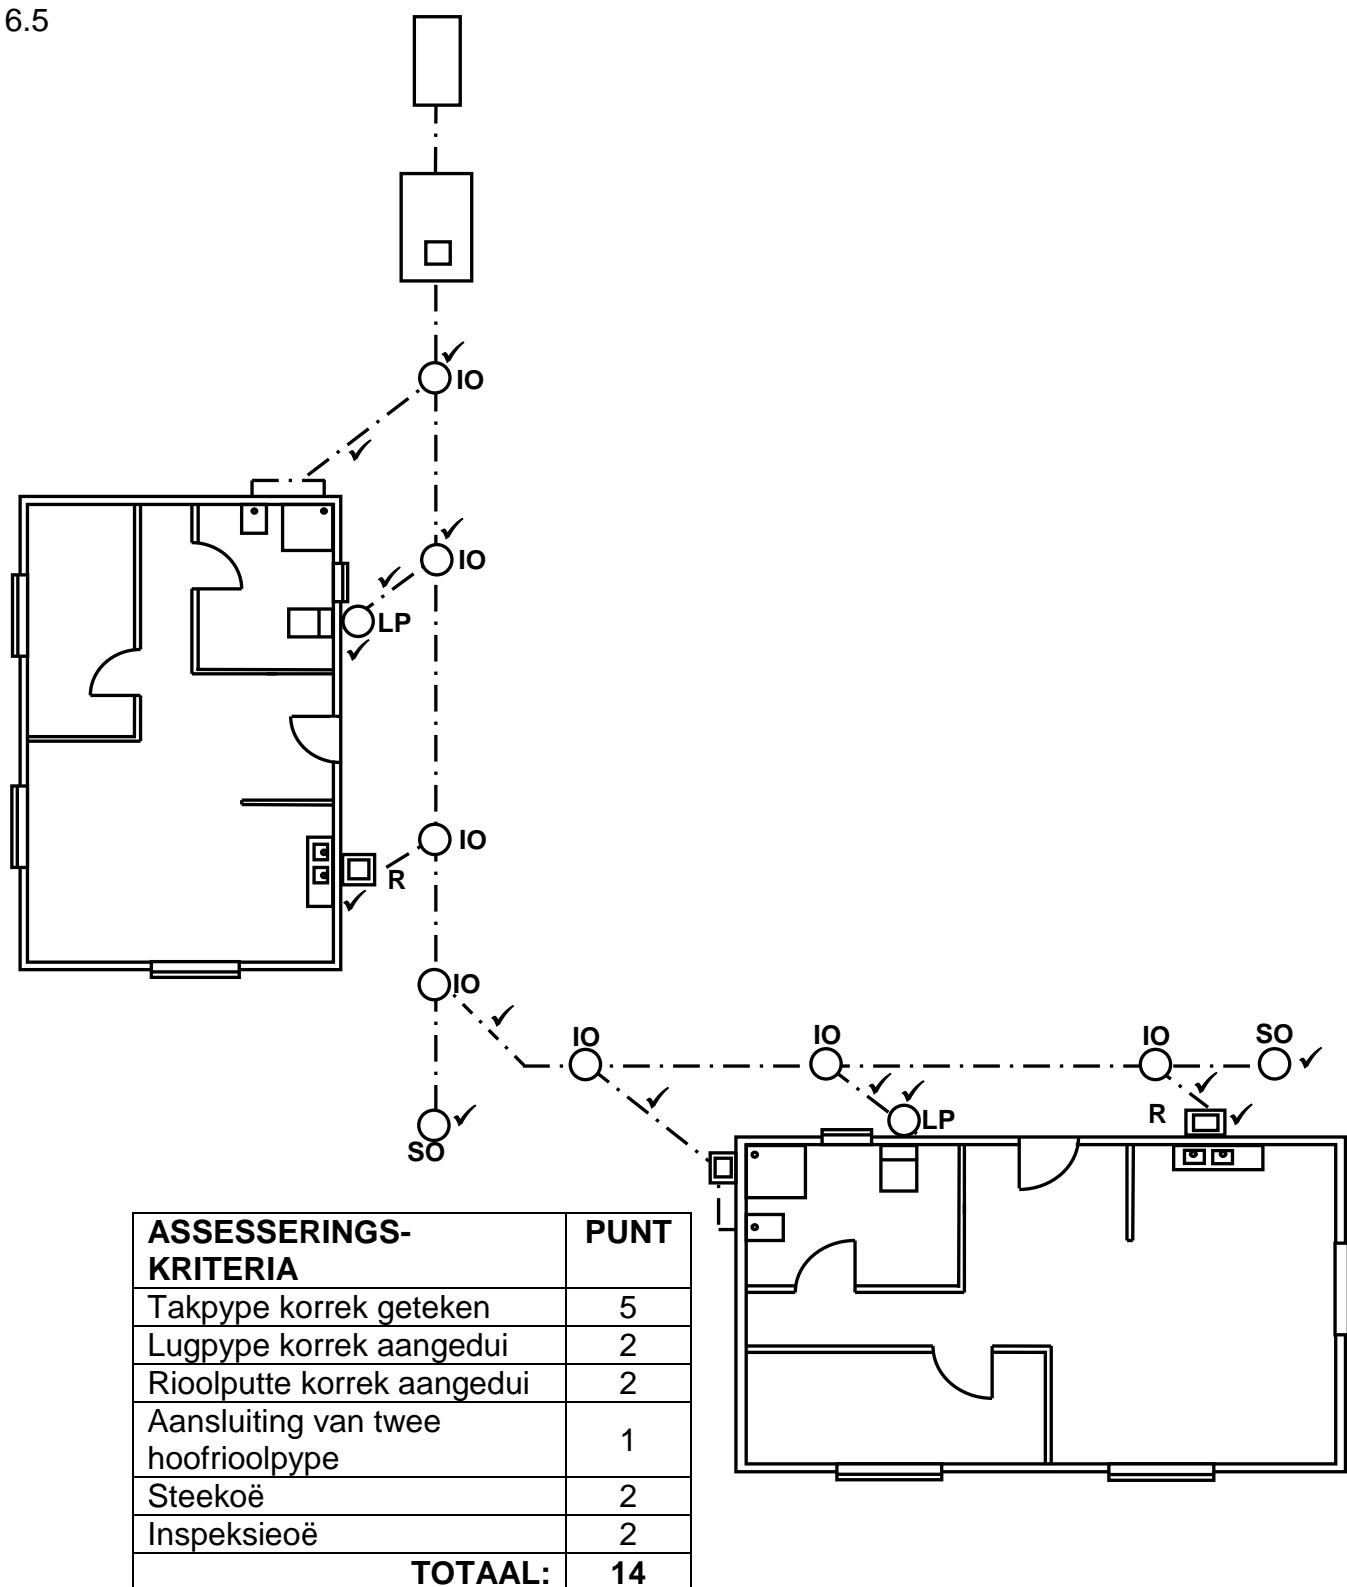 6.5
IO
IO
LP
IO
R
IO
IO
IO
IO
SO
LP
R
SO
ASSESSERINGS- PUNT
KRITERIA
Takpype korrek geteken 5
Lugpype korrek aangedui 2
Rioolputte korrek aangedui 2
Aansluiting van twee
hoofrioolpype 1
Steekoë 2
Inspeksieoë 2
TOTAAL: 14